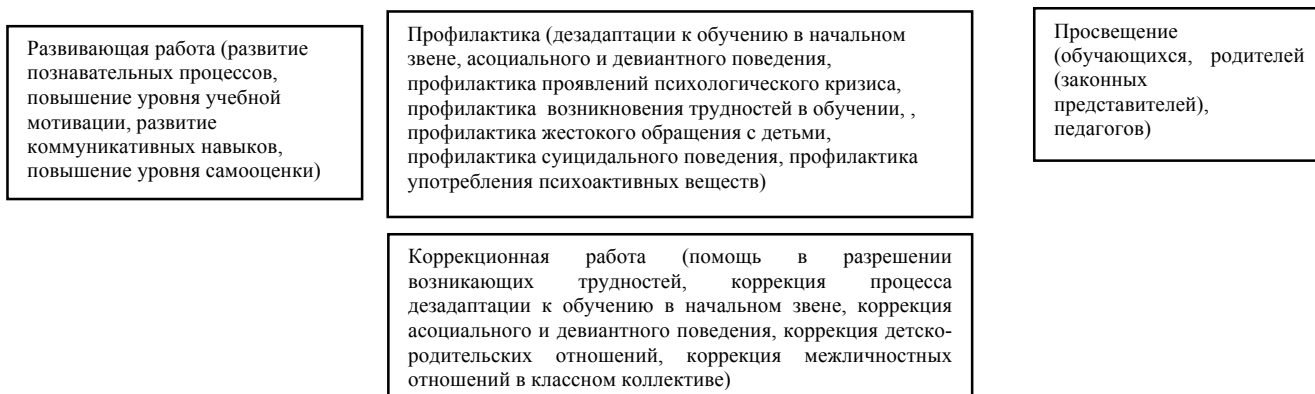 Развивающая работа (развитие
познавательных процессов,
повышение уровня учебной
мотивации, развитие
коммуникативных навыков,
повышение уровня самооценки)
Профилактика (дезадаптации к обучению в начальном
звене, асоциального и девиантного поведения,
профилактика проявлений психологического кризиса,
профилактика возникновения трудностей в обучении, ,
профилактика жестокого обращения с детьми,
профилактика суицидального поведения, профилактика
употребления психоактивных веществ)
Просвещение
(обучающихся, родителей
(законных
представителей),
педагогов)
Коррекционная работа (помощь в разрешении
возникающих трудностей, коррекция процесса
дезадаптации к обучению в начальном звене, коррекция
асоциального и девиантного поведения, коррекция детско-
родительских отношений, коррекция межличностных
отношений в классном коллективе)